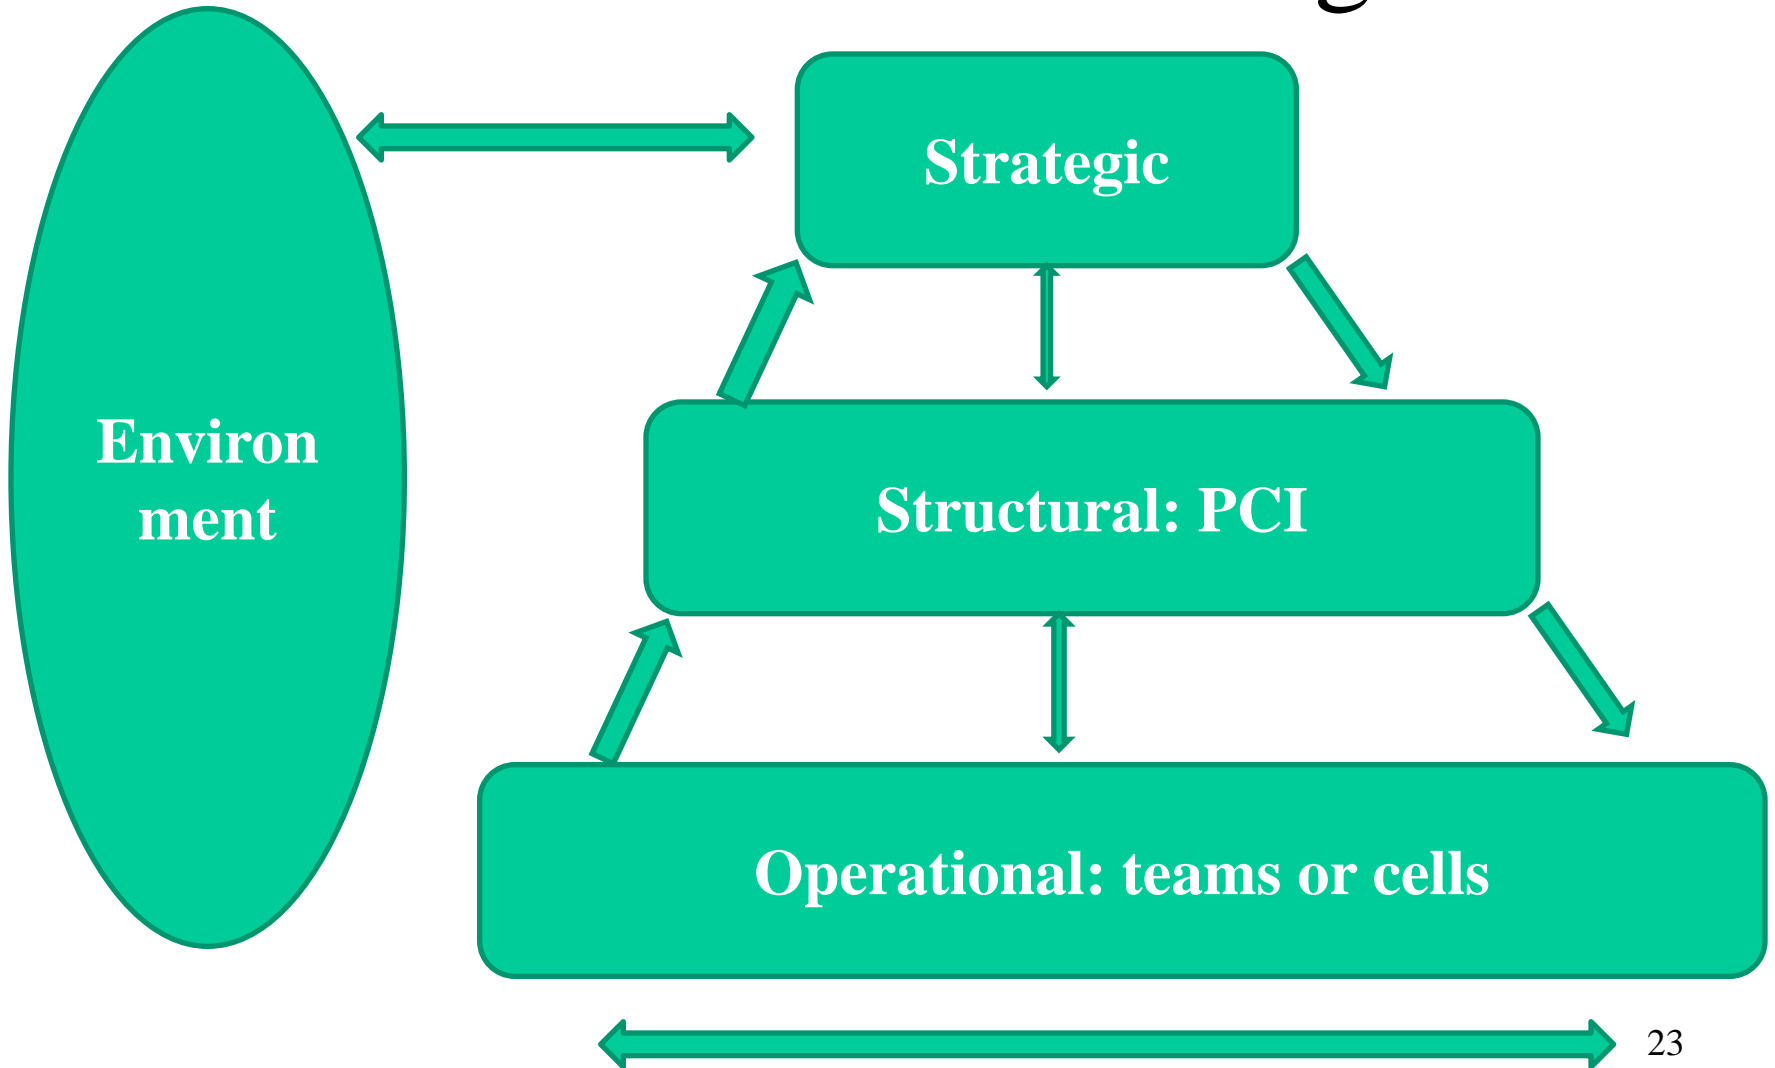 Strategic
Environ
ment
Structural: PCI
Operational: teams or cells
23